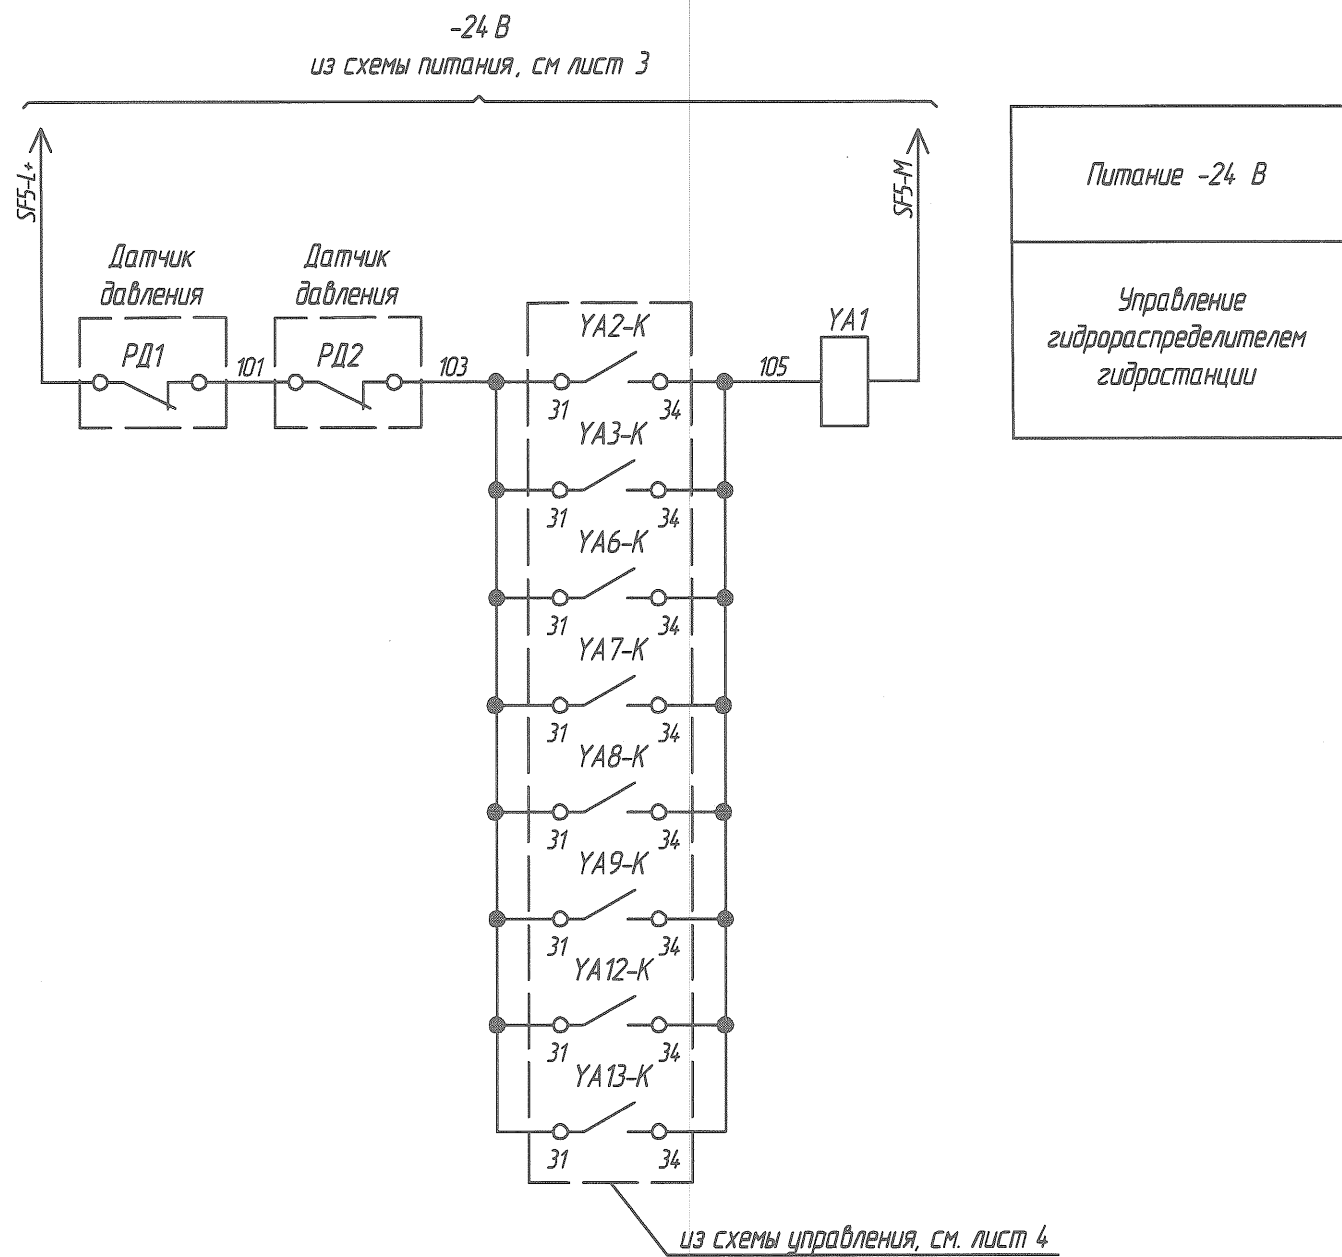 -24 В
из схемы питания, см лист 3
SF5-L+
SF5-M
Питание -24 В
Датчик
давления
Датчик
давления
Управление
гидрораспределителем
гидростанции
РД1
101
РД2
103
YA2-K
31
34
105
YA1
YA3-K
31
34
YA6-K
31
34
YA7-K
31
34
YA8-K
31
34
YA9-K
31
34
YA12-K
31
34
YA13-K
31
34
из схемы управления, см. лист 4